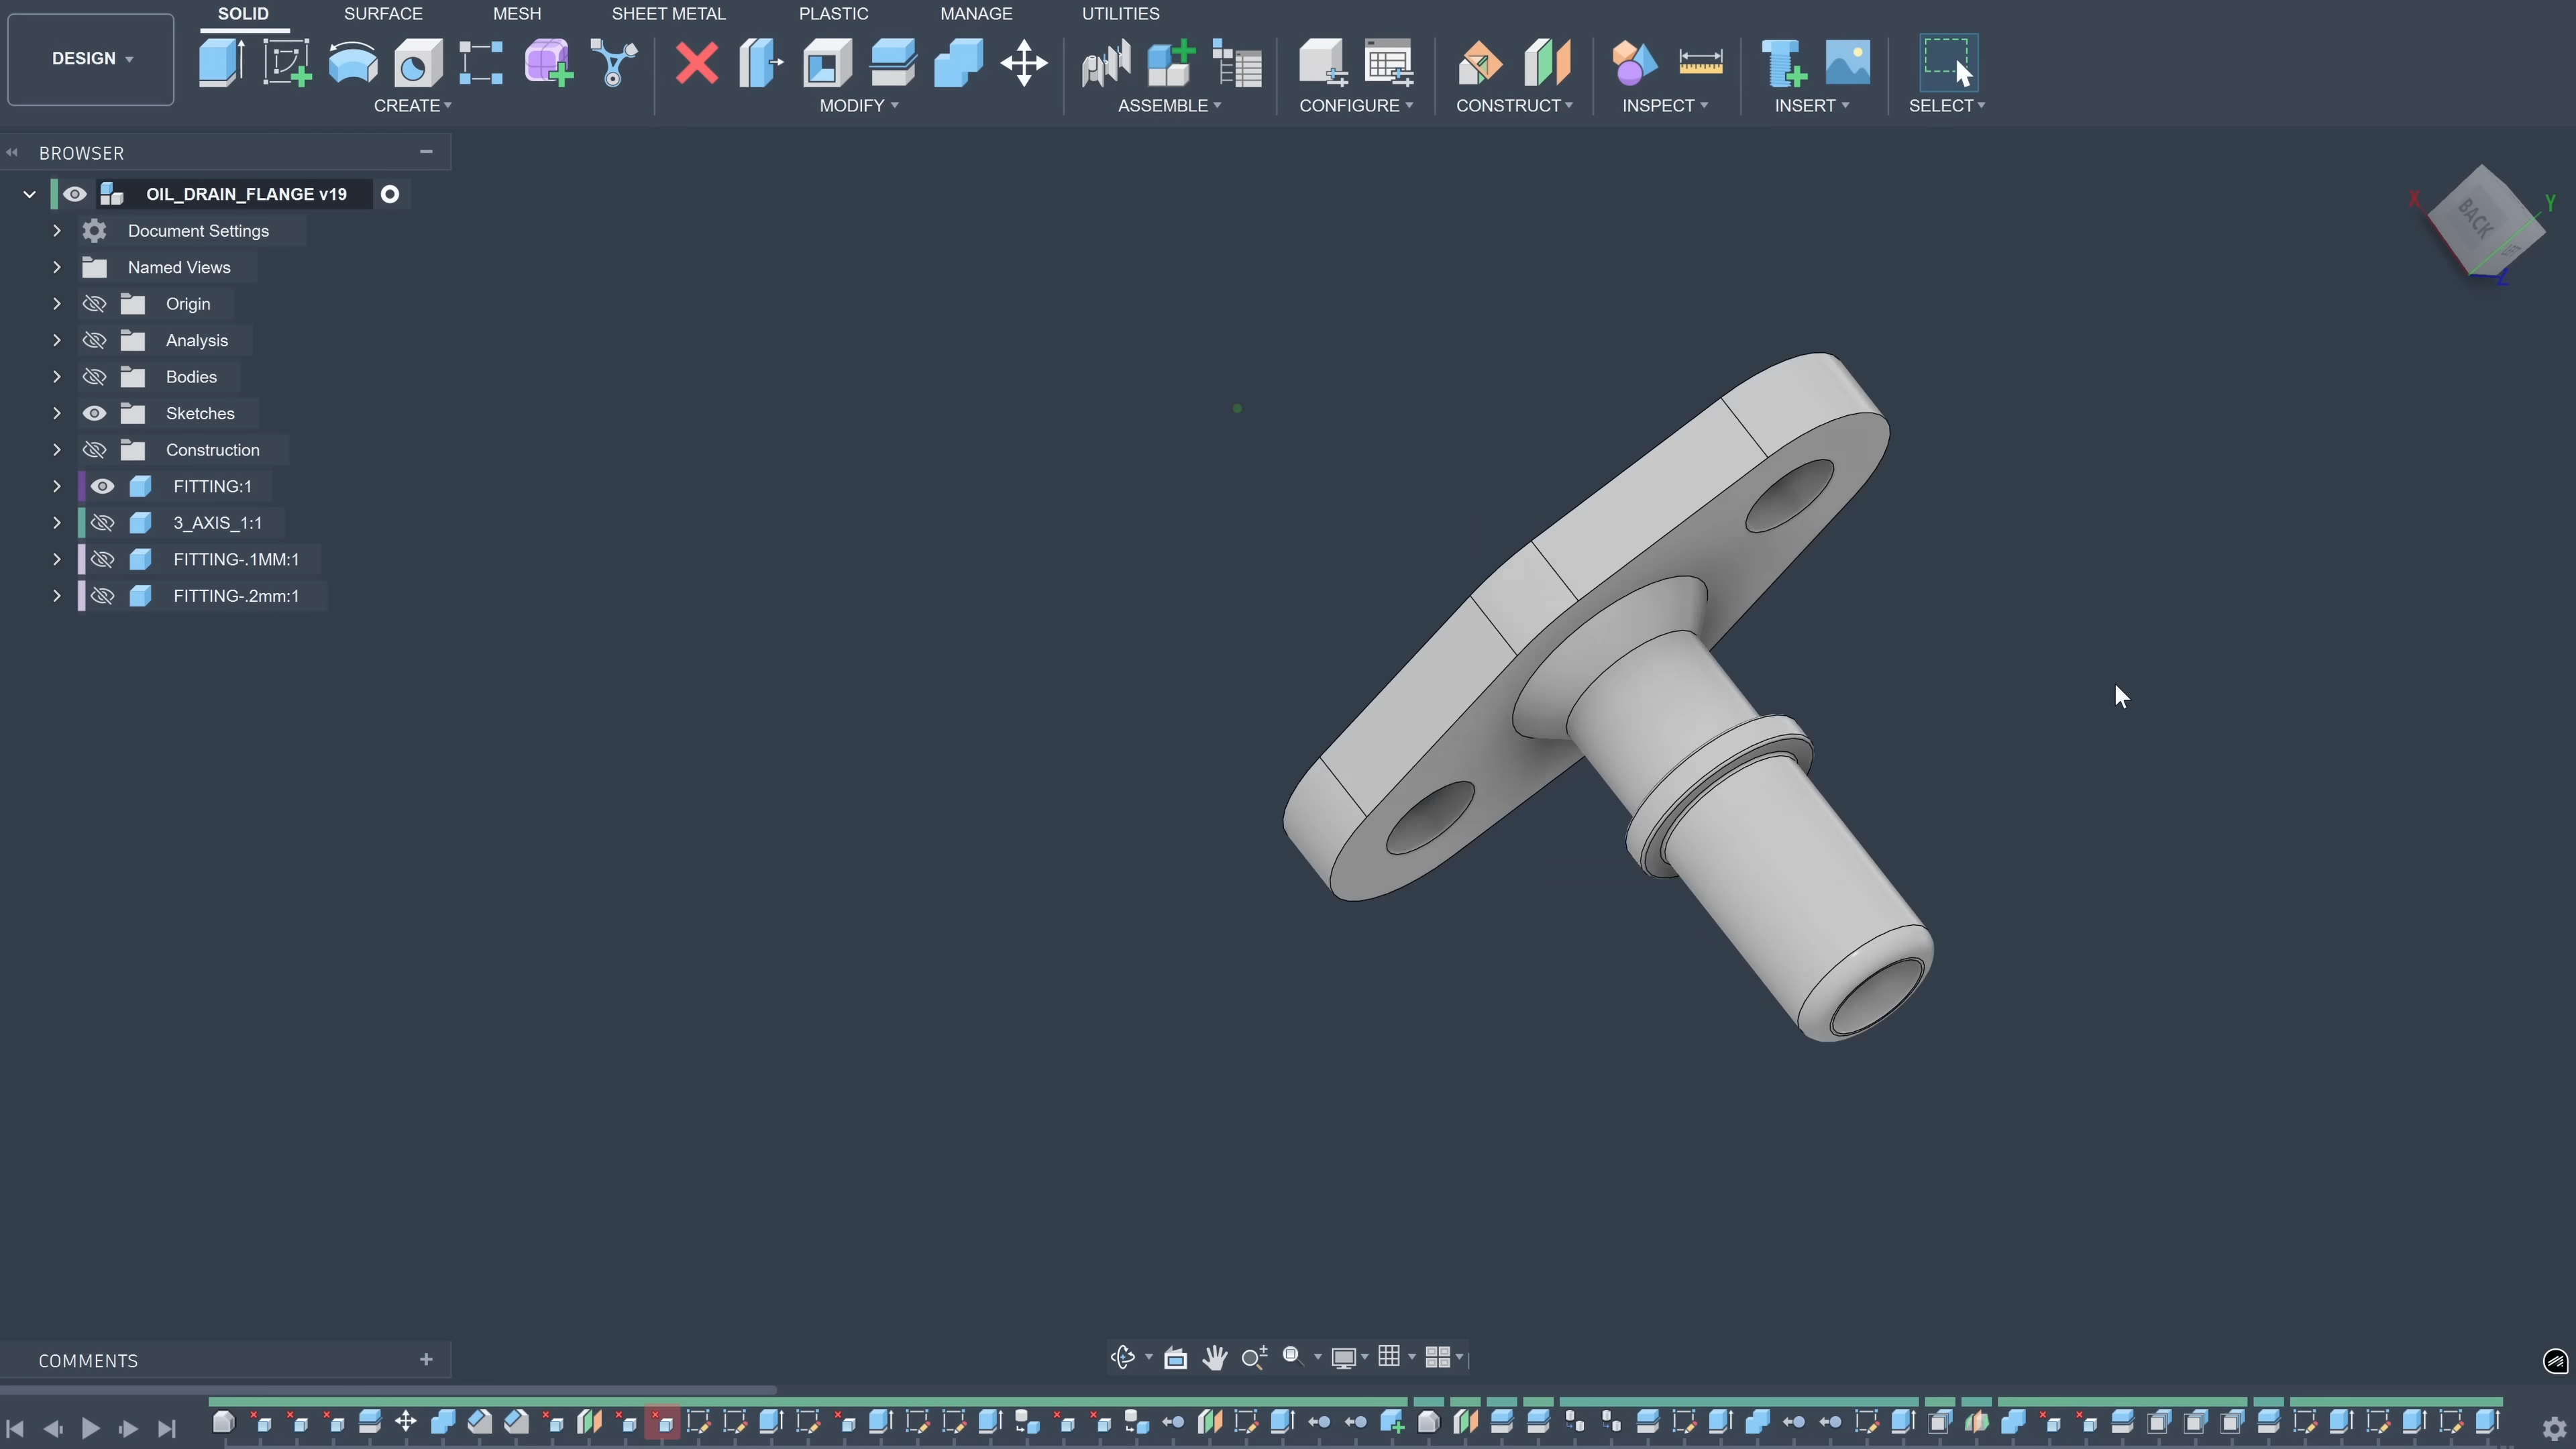 SOLID SURFACE MESH SHEET METAL PLASTIC MANAGE UTILITIES
DESIGN
CREATE MODIFY ASSEMBLE CONFIGURE CONSTRUCT INSPECT INSERT SELECT
BROWSER
OIL_DRAIN_FLANGE v19
Document Settings
Named Views
Origin
Analysis
Bodies
Sketches
Construction
FITTING:1
3_AXIS_1:1
FITTING-.1MM:1
FITTING-.2mm:1
X
Y
BACK
Z
COMMENTS